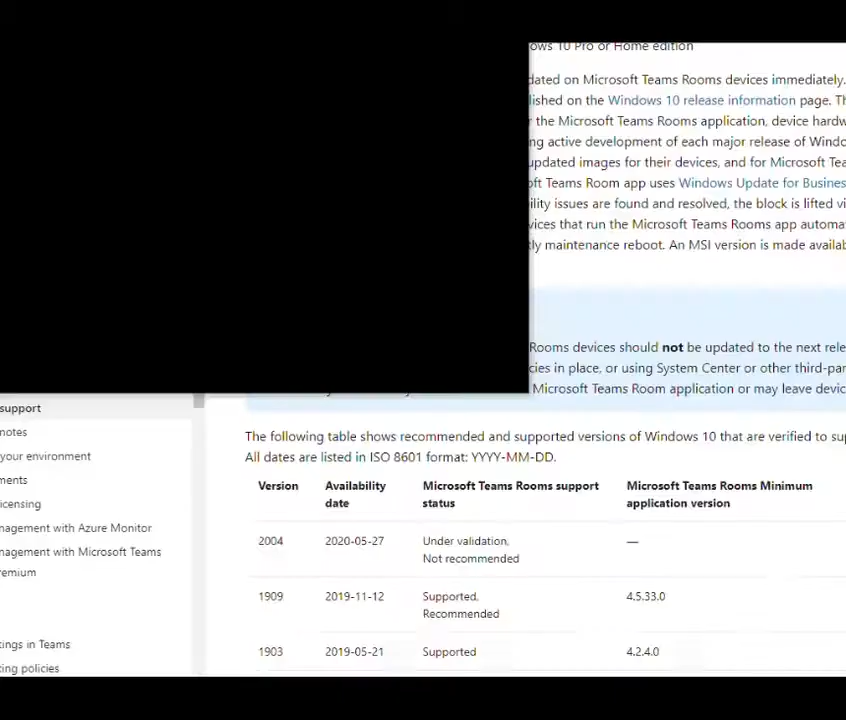 ows 10 Pro or Home edition
dated on Microsoft Teams Rooms devices immediately.
lished on the Windows 10 release information page. Th
r the Microsoft Teams Rooms application, device hardw
ng active development of each major release of Windo
updated images for their devices, and for Microsoft Tea
oft Teams Room app uses Windows Update for Busines
ility issues are found and resolved, the block is lifted vi
vices that run the Microsoft Teams Rooms app automa
tly maintenance reboot. An MSI version is made availab
Rooms devices should not be updated to the next rele
cies in place, or using System Center or other third-par
Microsoft Teams Room application or may leave devic
support
notes
your environment
ments
icensing
nagement with Azure Monitor
nagement with Microsoft Teams
remium
tings in Teams
ting policies
The following table shows recommended and supported versions of Windows 10 that are verified to sup
All dates are listed in ISO 8601 format: YYYY-MM-DD.
Version Availability date Microsoft Teams Rooms support status Microsoft Teams Rooms Minimum application version
2004 2020-05-27 Under validation, Not recommended —
1909 2019-11-12 Supported, Recommended 4.5.33.0
1903 2019-05-21 Supported 4.2.4.0